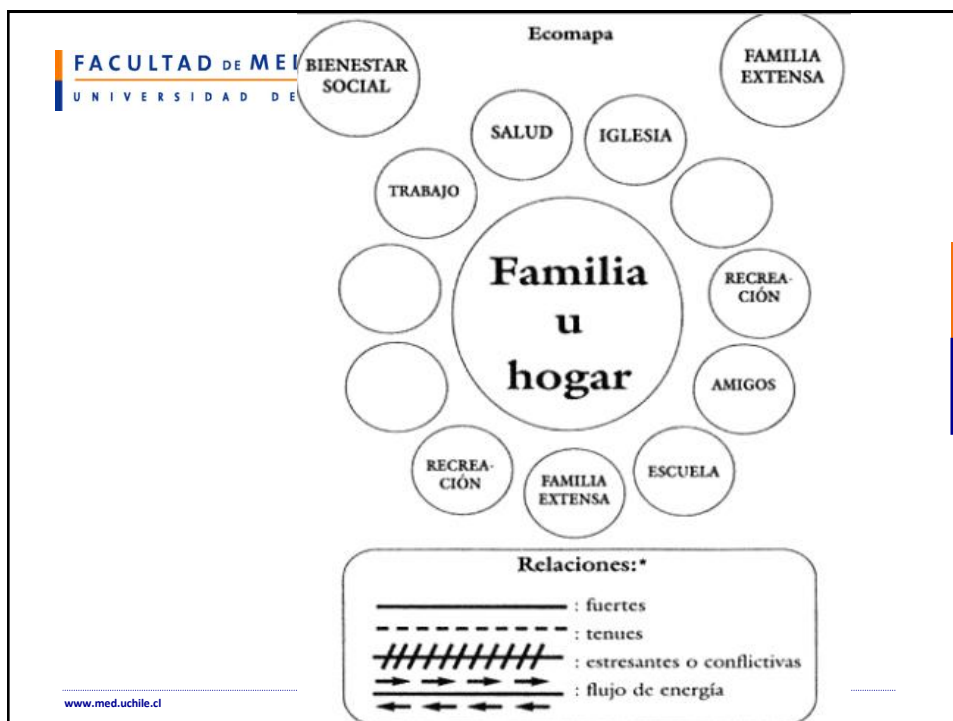 Ecomapa
FACULTAD DE ME
UNIVERSIDAD DE
BIENESTAR
SOCIAL
FAMILIA
EXTENSA
SALUD
IGLESIA
TRABAJO
RECREA-
CIÓN
Familia
u
hogar
AMIGOS
RECREA-
CIÓN
FAMILIA
EXTENSA
ESCUELA
Relaciones:*
: fuertes
: tenues
: estresantes o conflictivas
: flujo de energía
www.med.uchile.cl